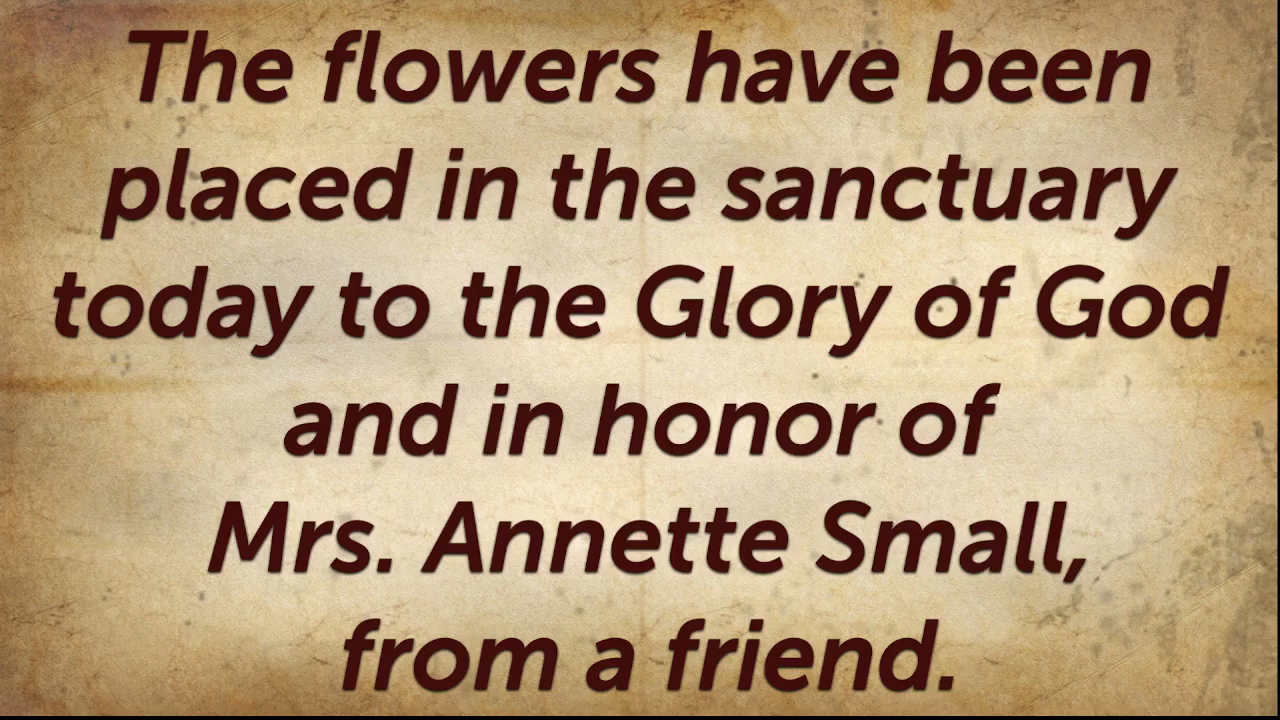 The flowers have been
placed in the sanctuary
today to the Glory of God
and in honor of
Mrs. Annette Small,
from a friend.